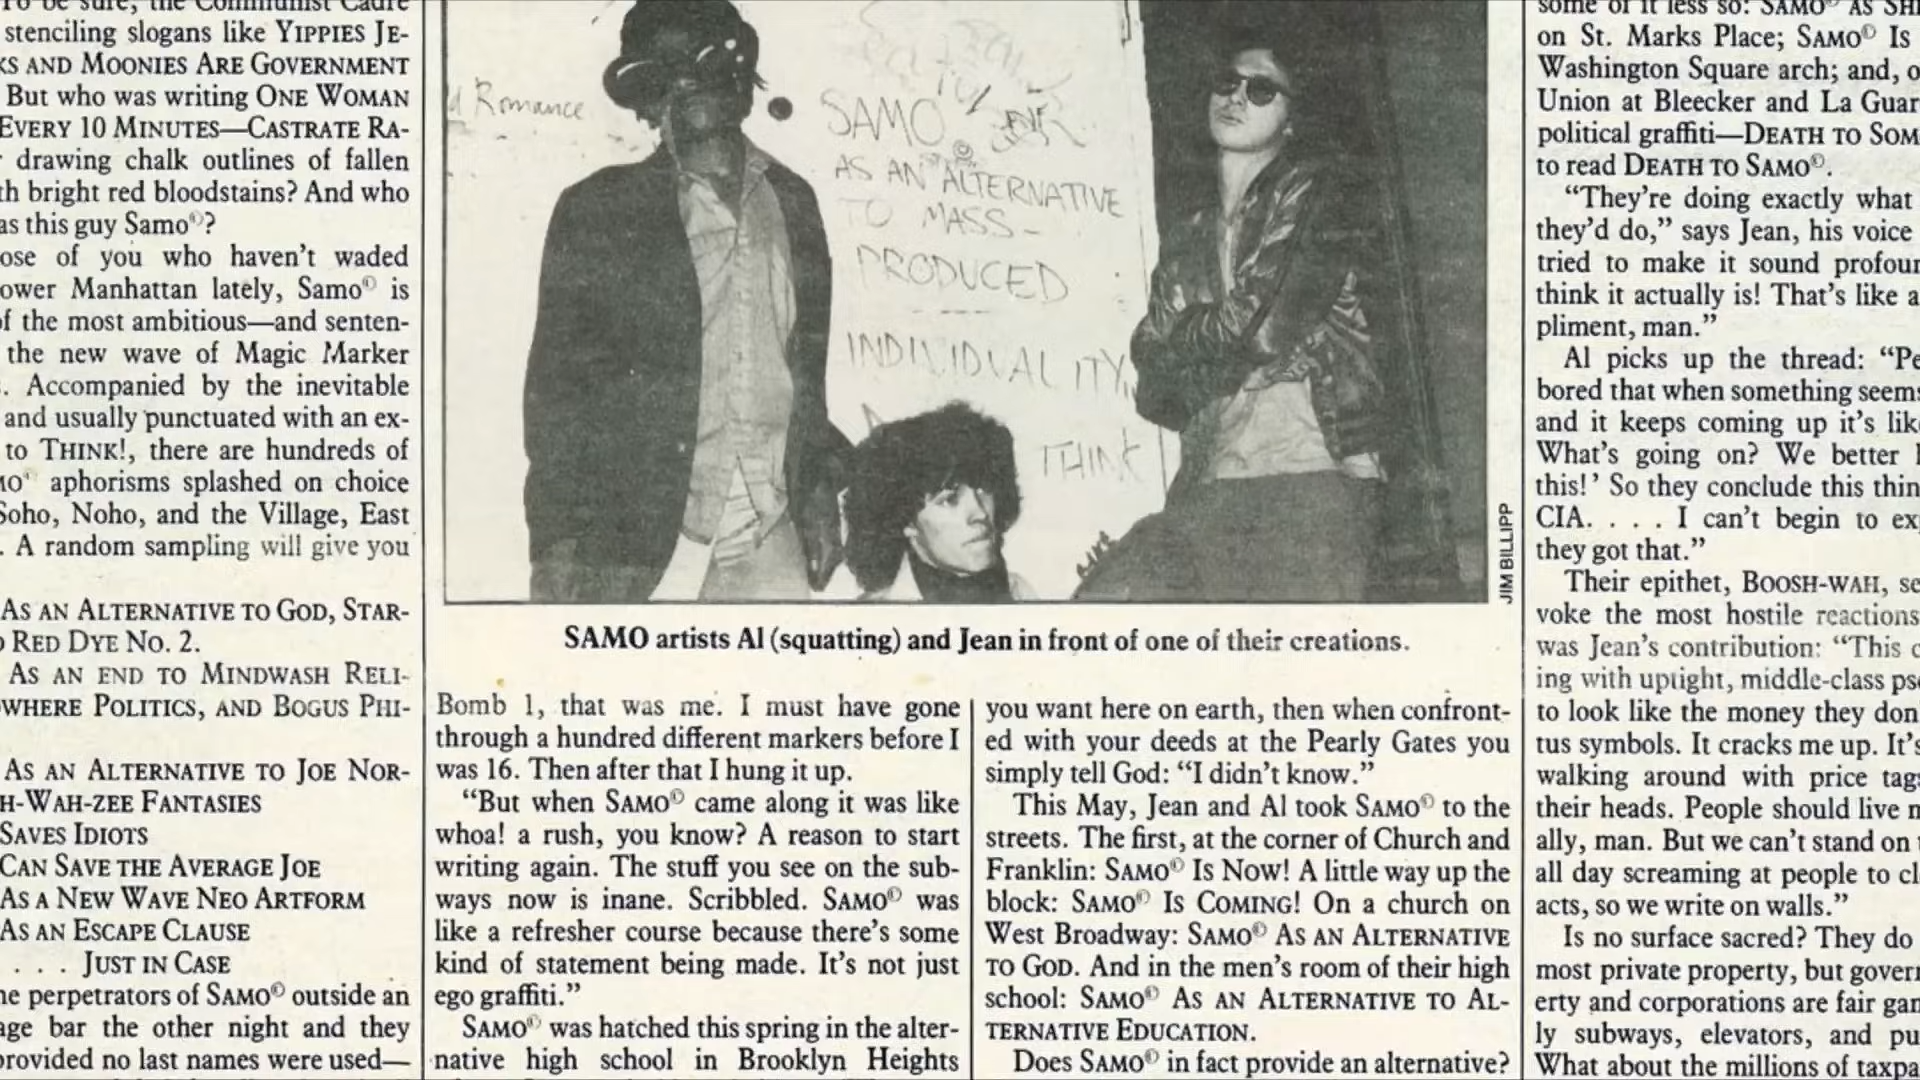 To be sure, the Communist Cadre
stenciling slogans like YIPPIES JE-
KS AND MOONIES ARE GOVERNMENT
But who was writing ONE WOMAN
EVERY 10 MINUTES—CASTRATE RA-
drawing chalk outlines of fallen
th bright red bloodstains? And who
as this guy Samo©?
ose of you who haven't waded
ower Manhattan lately, Samo© is
of the most ambitious—and senten-
the new wave of Magic Marker
. Accompanied by the inevitable
and usually punctuated with an ex-
to THINK!, there are hundreds of
MO© aphorisms splashed on choice
Soho, Noho, and the Village, East
. A random sampling will give you
AS AN ALTERNATIVE TO GOD, STAR-
D RED DYE NO. 2.
AS AN END TO MINDWASH RELI-
OWHERE POLITICS, AND BOGUS PHI-
AS AN ALTERNATIVE TO JOE NOR-
H-WAH-ZEE FANTASIES
SAVES IDIOTS
CAN SAVE THE AVERAGE JOE
AS A NEW WAVE NEO ARTFORM
AS AN ESCAPE CLAUSE
. . . JUST IN CASE
he perpetrators of SAMO© outside an
age bar the other night and they
provided no last names were used—
Romance
SAMO©
AS AN ALTERNATIVE
TO MASS-
PRODUCED
INDIVIDUALITY
THINK
JIM BILLIPP
SAMO artists Al (squatting) and Jean in front of one of their creations.
Bomb 1, that was me. I must have gone
through a hundred different markers before I
was 16. Then after that I hung it up.
“But when SAMO© came along it was like
whoa! a rush, you know? A reason to start
writing again. The stuff you see on the sub-
ways now is inane. Scribbled. SAMO© was
like a refresher course because there's some
kind of statement being made. It's not just
ego graffiti.”
SAMO© was hatched this spring in the alter-
native high school in Brooklyn Heights
you want here on earth, then when confront-
ed with your deeds at the Pearly Gates you
simply tell God: “I didn't know.”
This May, Jean and Al took SAMO© to the
streets. The first, at the corner of Church and
Franklin: SAMO© IS NOW! A little way up the
block: SAMO© IS COMING! On a church on
West Broadway: SAMO© AS AN ALTERNATIVE
TO GOD. And in the men's room of their high
school: SAMO© AS AN ALTERNATIVE TO AL-
TERNATIVE EDUCATION.
Does SAMO© in fact provide an alternative?
some of it less so: SAMO© AS SHI
on St. Marks Place; SAMO© IS
Washington Square arch; and, o
Union at Bleecker and La Guar
political graffiti—DEATH TO SOM
to read DEATH TO SAMO©.
“They're doing exactly what
they'd do,” says Jean, his voice
tried to make it sound profour
think it actually is! That's like a
pliment, man.”
Al picks up the thread: “Pe
bored that when something seems
and it keeps coming up it's like
What's going on? We better
this!' So they conclude this thin
CIA. . . . I can't begin to ex
they got that.”
Their epithet, BOOSH-WAH, se
voke the most hostile reactions
was Jean's contribution: “This c
ing with uptight, middle-class pse
to look like the money they don
tus symbols. It cracks me up. It's
walking around with price tags
their heads. People should live m
ally, man. But we can't stand on
all day screaming at people to cl
acts, so we write on walls.”
Is no surface sacred? They do
most private property, but govern
erty and corporations are fair gam
ly subways, elevators, and pu
What about the millions of taxpa